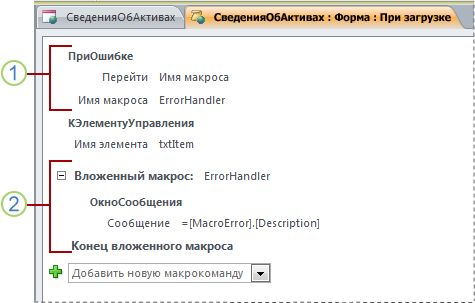 СведенияОбАктивах
СведенияОбАктивах : Форма : При загрузке
1
ПриОшибке
Перейти Имя макроса
Имя макроса ErrorHandler
КЭлементуУправления
Имя элемента txtItem
2
Вложенный макрос: ErrorHandler
ОкноСообщения
Сообщение =[MacroError].[Description]
Конец вложенного макроса
Добавить новую макрокоманду